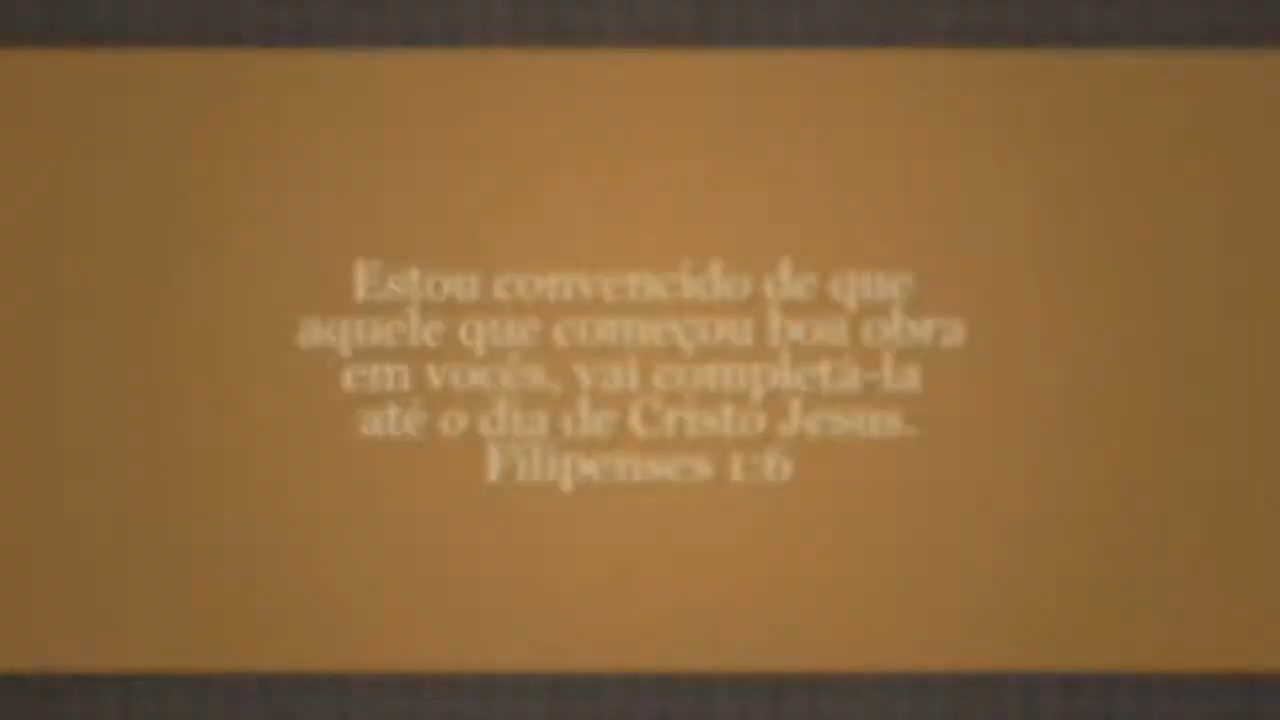 Estou convencido de que
aquele que começou boa obra
em vocês, vai completá-la
até o dia de Cristo Jesus.
Filipenses 1:6